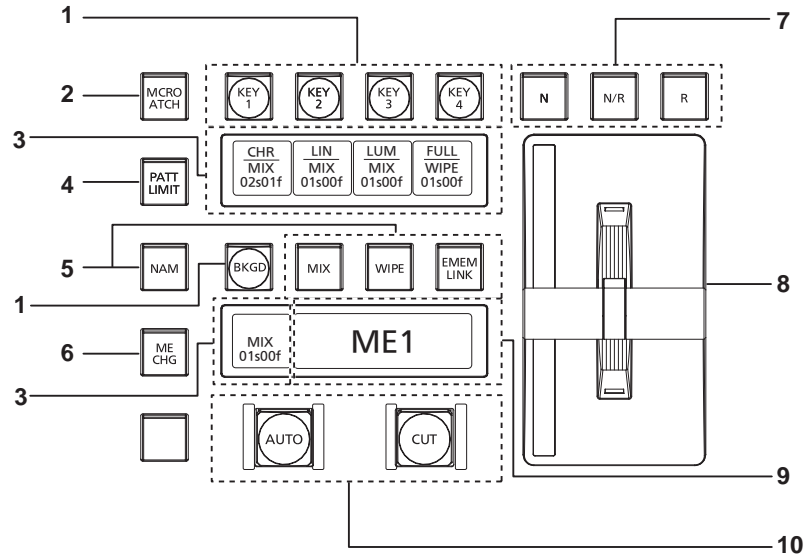 1
7
2
MCRO
ATCH
KEY
1
KEY
2
KEY
3
KEY
4
N
N/R
R
3
CHR
MIX
02s01f
LIN
MIX
01s00f
LUM
MIX
01s00f
FULL
WIPE
01s00f
4
PATT
LIMIT
5
NAM
BKGD
MIX
WIPE
EMEM
LINK
1
8
6
ME
CHG
MIX
01s00f
ME1
3
AUTO
CUT
9
10